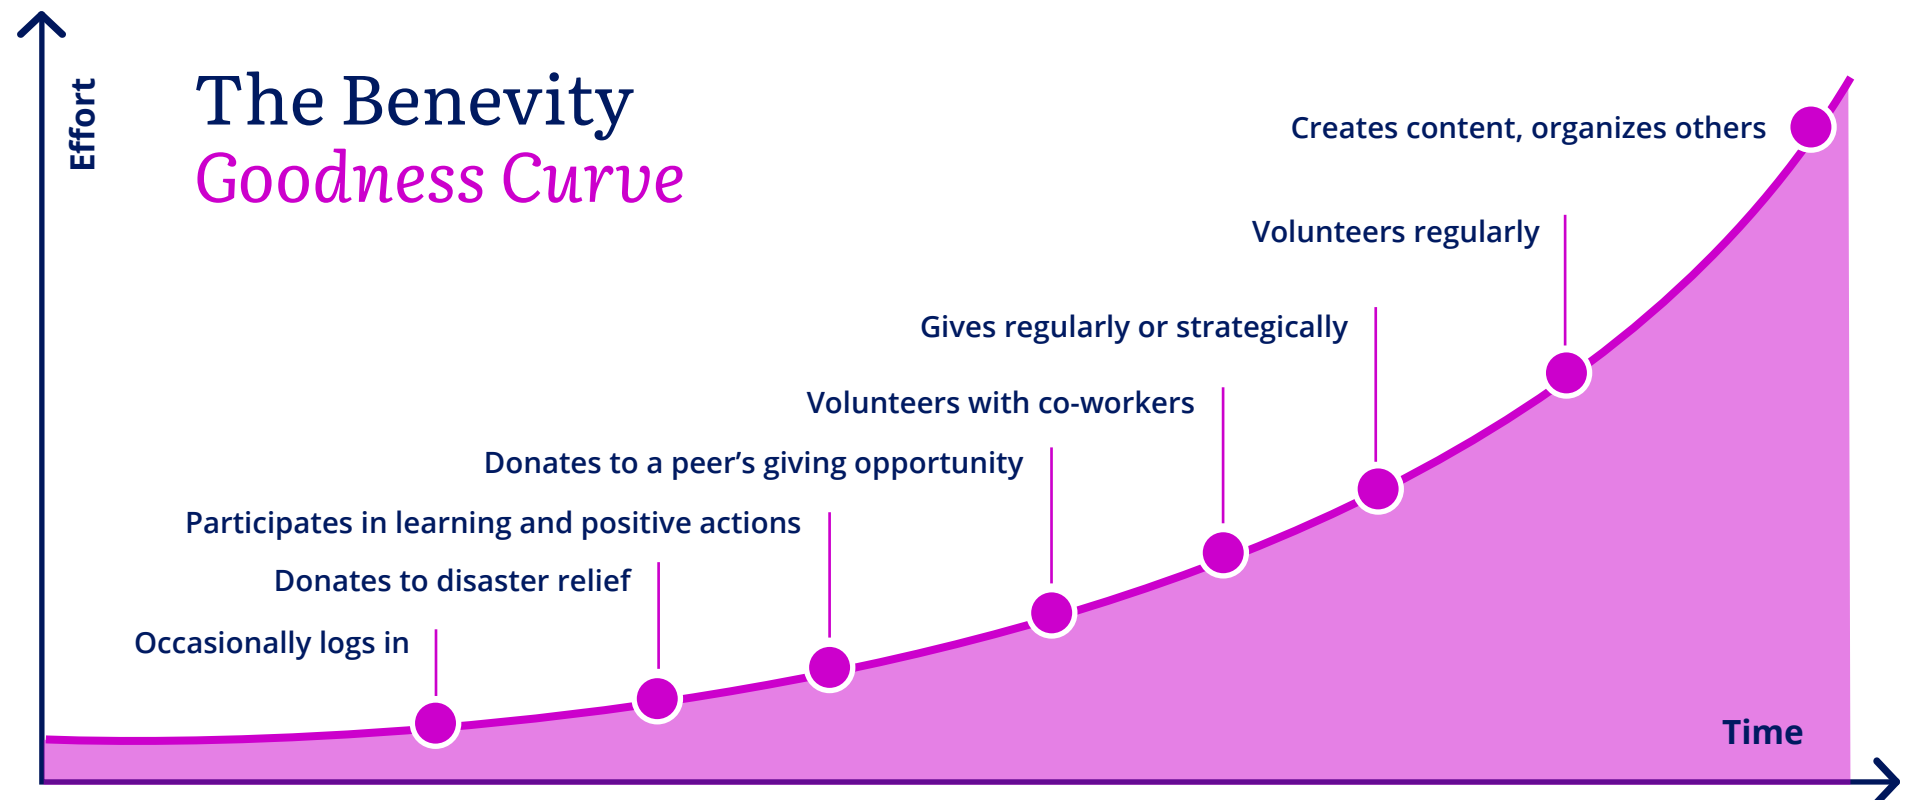 Effort
The Benevity
Goodness Curve
Creates content, organizes others
Volunteers regularly
Gives regularly or strategically
Volunteers with co-workers
Donates to a peer’s giving opportunity
Participates in learning and positive actions
Donates to disaster relief
Occasionally logs in
Time